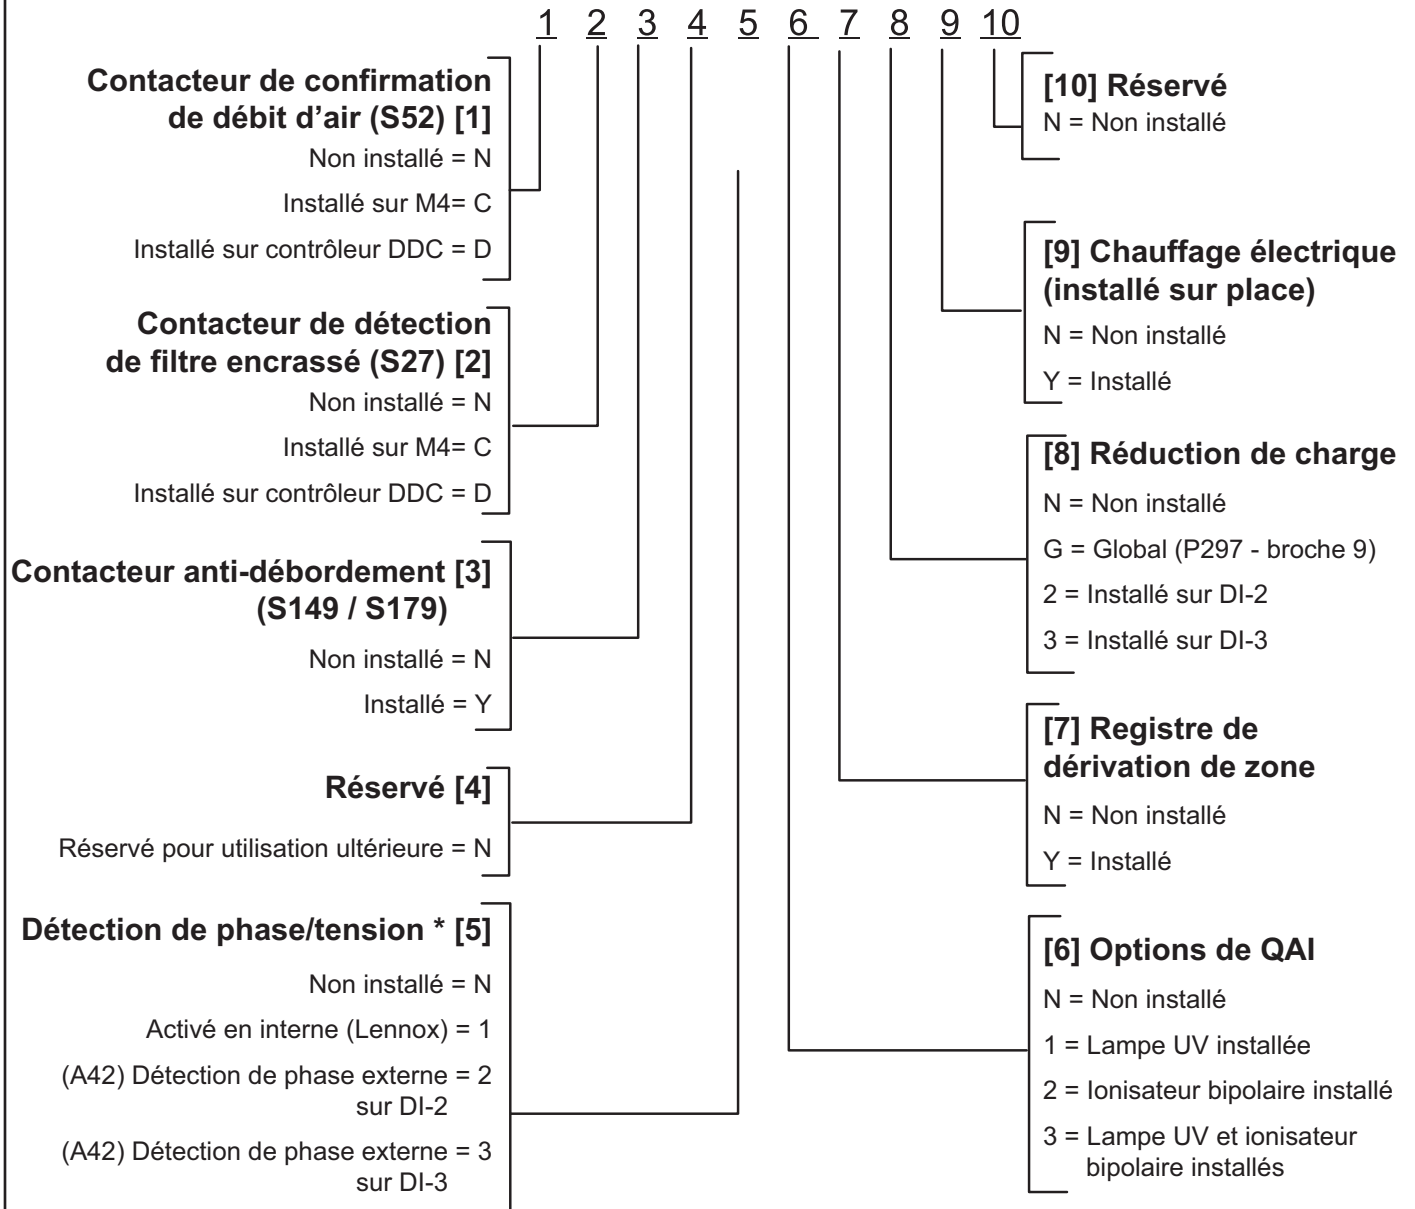 1 2 3 4 5 6 7 8 9 10
Contacteur de confirmation
de débit d'air (S52) [1]
Non installé = N
Installé sur M4= C
Installé sur contrôleur DDC = D
Contacteur de détection
de filtre encrassé (S27) [2]
Non installé = N
Installé sur M4= C
Installé sur contrôleur DDC = D
Contacteur anti-débordement [3]
(S149 / S179)
Non installé = N
Installé = Y
Réservé [4]
Réservé pour utilisation ultérieure = N
Détection de phase/tension * [5]
Non installé = N
Activé en interne (Lennox) = 1
(A42) Détection de phase externe = 2
sur DI-2
(A42) Détection de phase externe = 3
sur DI-3
[10] Réservé
N = Non installé
[9] Chauffage électrique
(installé sur place)
N = Non installé
Y = Installé
[8] Réduction de charge
N = Non installé
G = Global (P297 - broche 9)
2 = Installé sur DI-2
3 = Installé sur DI-3
[7] Registre de
dérivation de zone
N = Non installé
Y = Installé
[6] Options de QAI
N = Non installé
1 = Lampe UV installée
2 = Ionisateur bipolaire installé
3 = Lampe UV et ionisateur
bipolaire installés